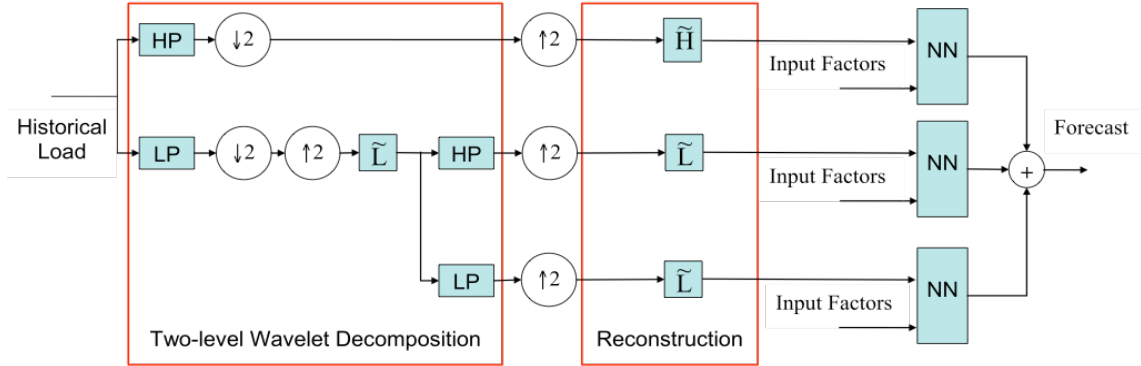 HP
↓2
↑2
H̃
Input Factors
NN
Historical
Load
LP
↓2
↑2
L̃
HP
↑2
L̃
Input Factors
NN
+
Forecast
LP
↑2
L̃
Input Factors
NN
Two-level Wavelet Decomposition
Reconstruction